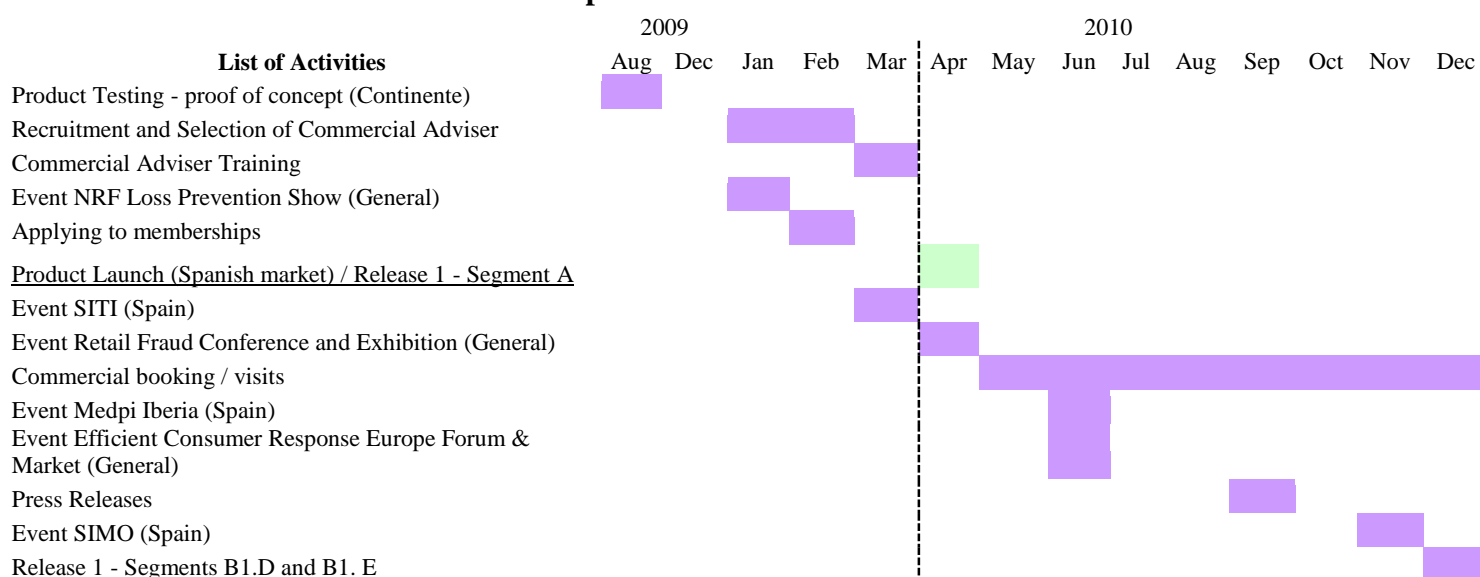 2009 2010
List of Activities Aug Dec Jan Feb Mar Apr May Jun Jul Aug Sep Oct Nov Dec
Product Testing - proof of concept (Continente)
Recruitment and Selection of Commercial Adviser
Commercial Adviser Training
Event NRF Loss Prevention Show (General)
Applying to memberships
Product Launch (Spanish market) / Release 1 - Segment A
Event SITI (Spain)
Event Retail Fraud Conference and Exhibition (General)
Commercial booking / visits
Event Medpi Iberia (Spain)
Event Efficient Consumer Response Europe Forum &
Market (General)
Press Releases
Event SIMO (Spain)
Release 1 - Segments B1.D and B1. E